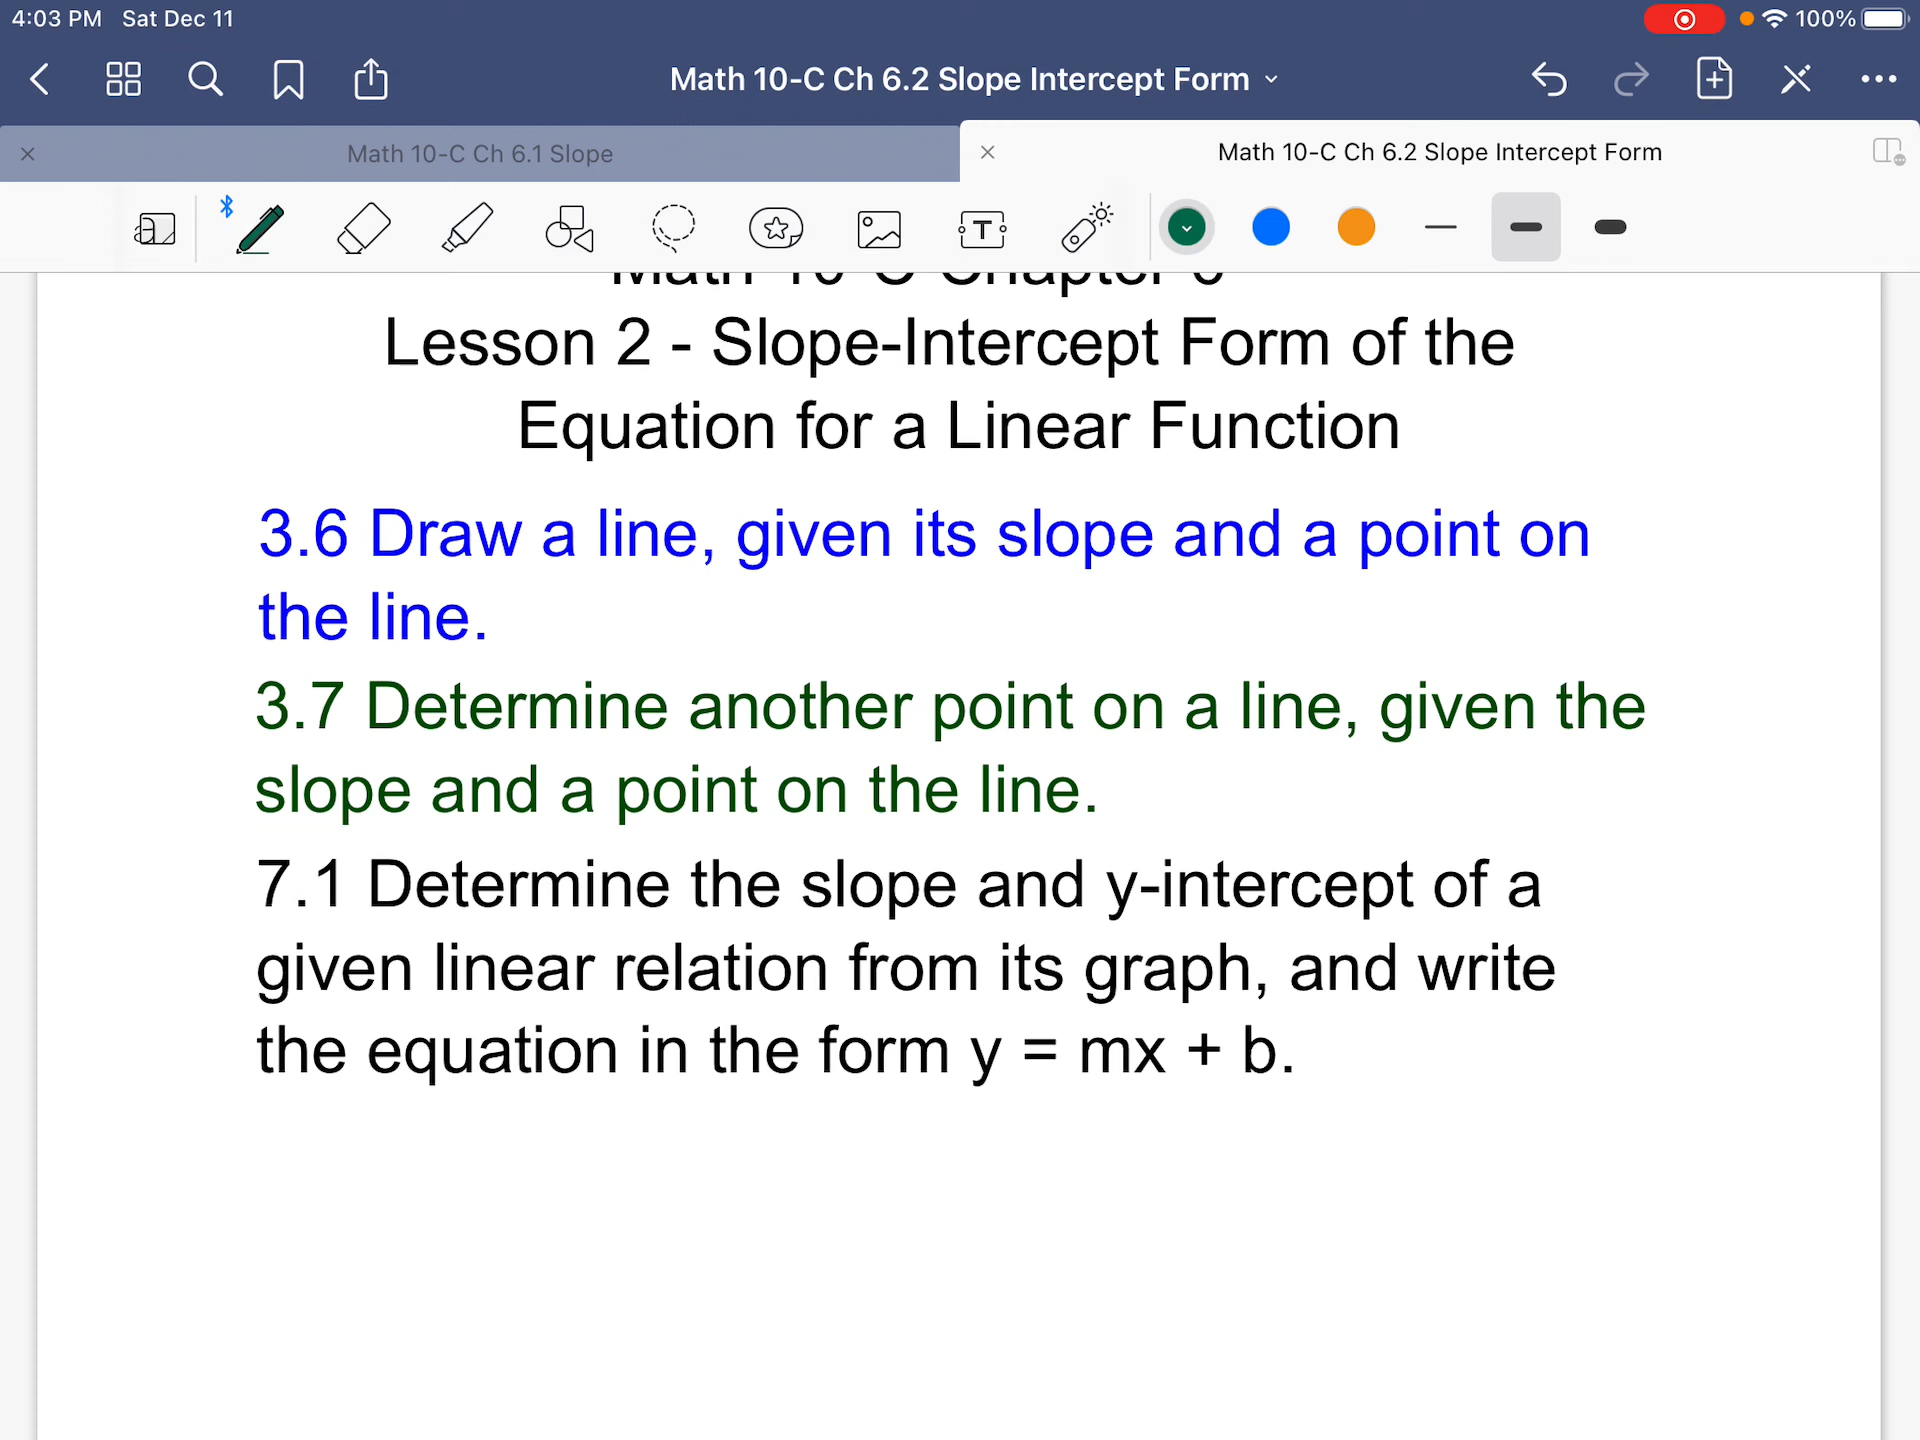 4:03 PM Sat Dec 11
100%
Math 10-C Ch 6.2 Slope Intercept Form
Math 10-C Ch 6.1 Slope
Math 10-C Ch 6.2 Slope Intercept Form
Math 10-C Chapter 6
Lesson 2 - Slope-Intercept Form of the
Equation for a Linear Function
3.6 Draw a line, given its slope and a point on
the line.
3.7 Determine another point on a line, given the
slope and a point on the line.
7.1 Determine the slope and y-intercept of a
given linear relation from its graph, and write
the equation in the form y = mx + b.